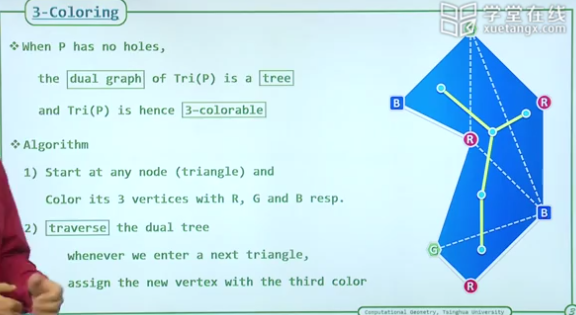 3-Coloring
学堂在线
xuetangx.com
❖ When P has no holes,
the dual graph of Tri(P) is a tree
and Tri(P) is hence 3-colorable
❖ Algorithm
1) Start at any node (triangle) and
Color its 3 vertices with R, G and B resp.
2) traverse the dual tree
whenever we enter a next triangle,
assign the new vertex with the third color
G
B
R
R
B
G
R
Computational Geometry, Tsinghua University